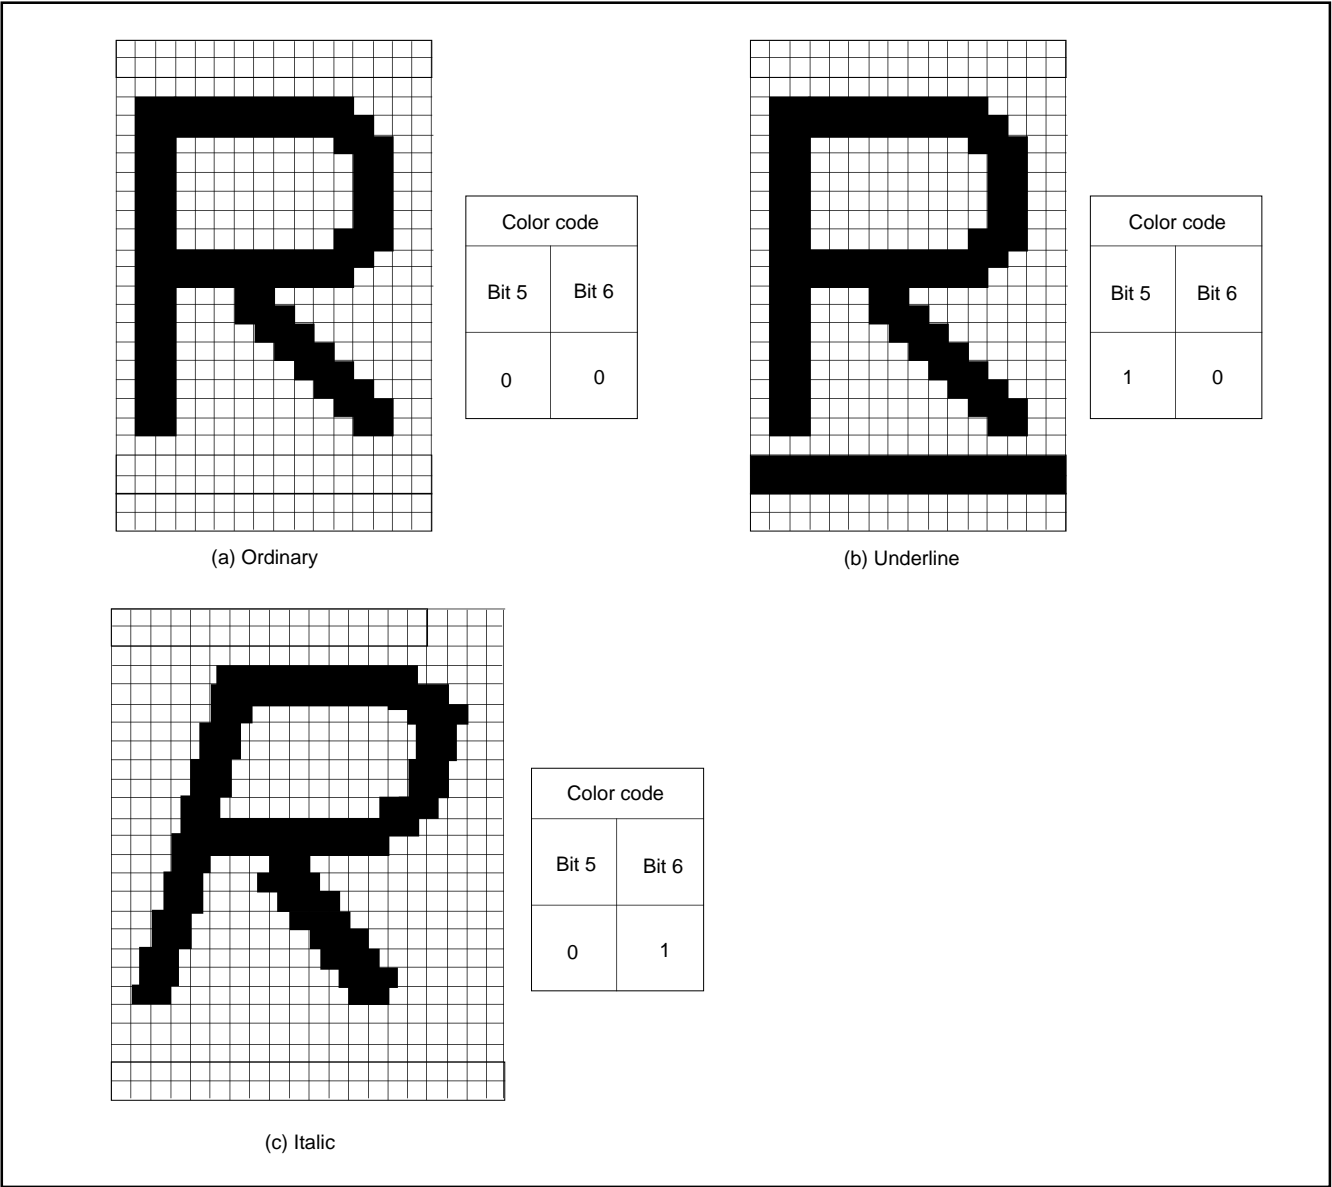 Color code
Bit 5 Bit 6
0 0
(a) Ordinary
Color code
Bit 5 Bit 6
1 0
(b) Underline
Color code
Bit 5 Bit 6
0 1
(c) Italic